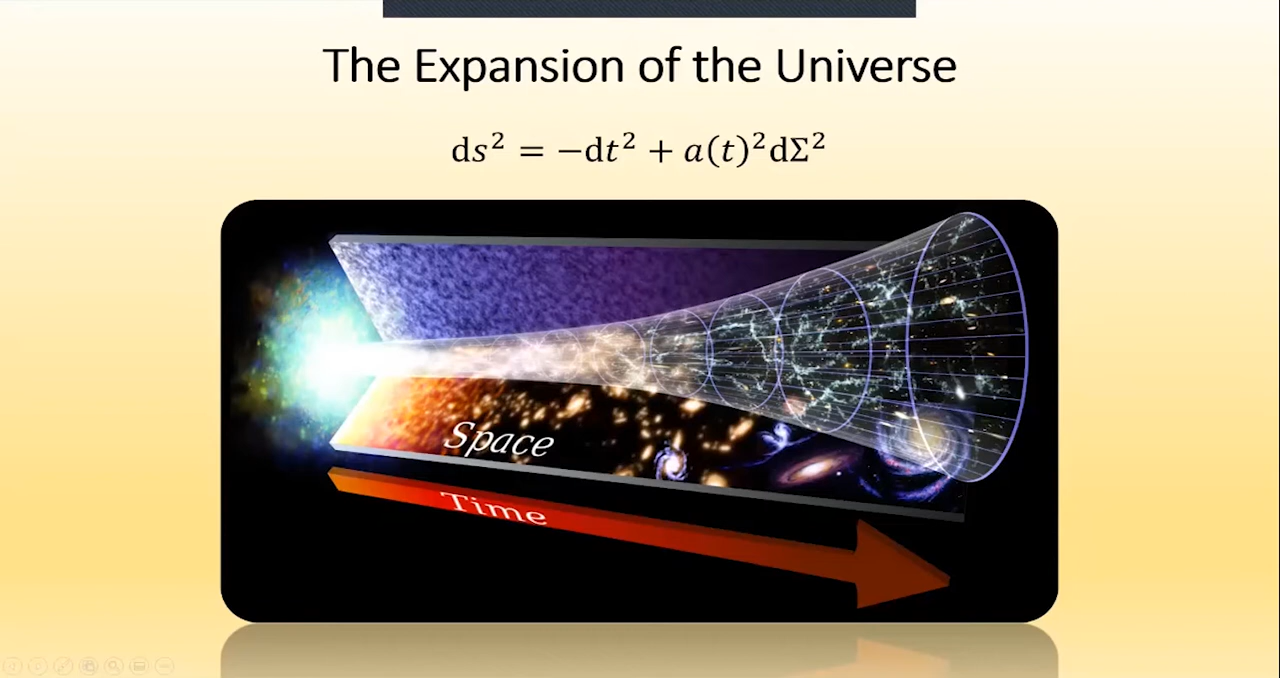 The Expansion of the Universe
ds² = −dt² + a(t)²dΣ²
Space
Time